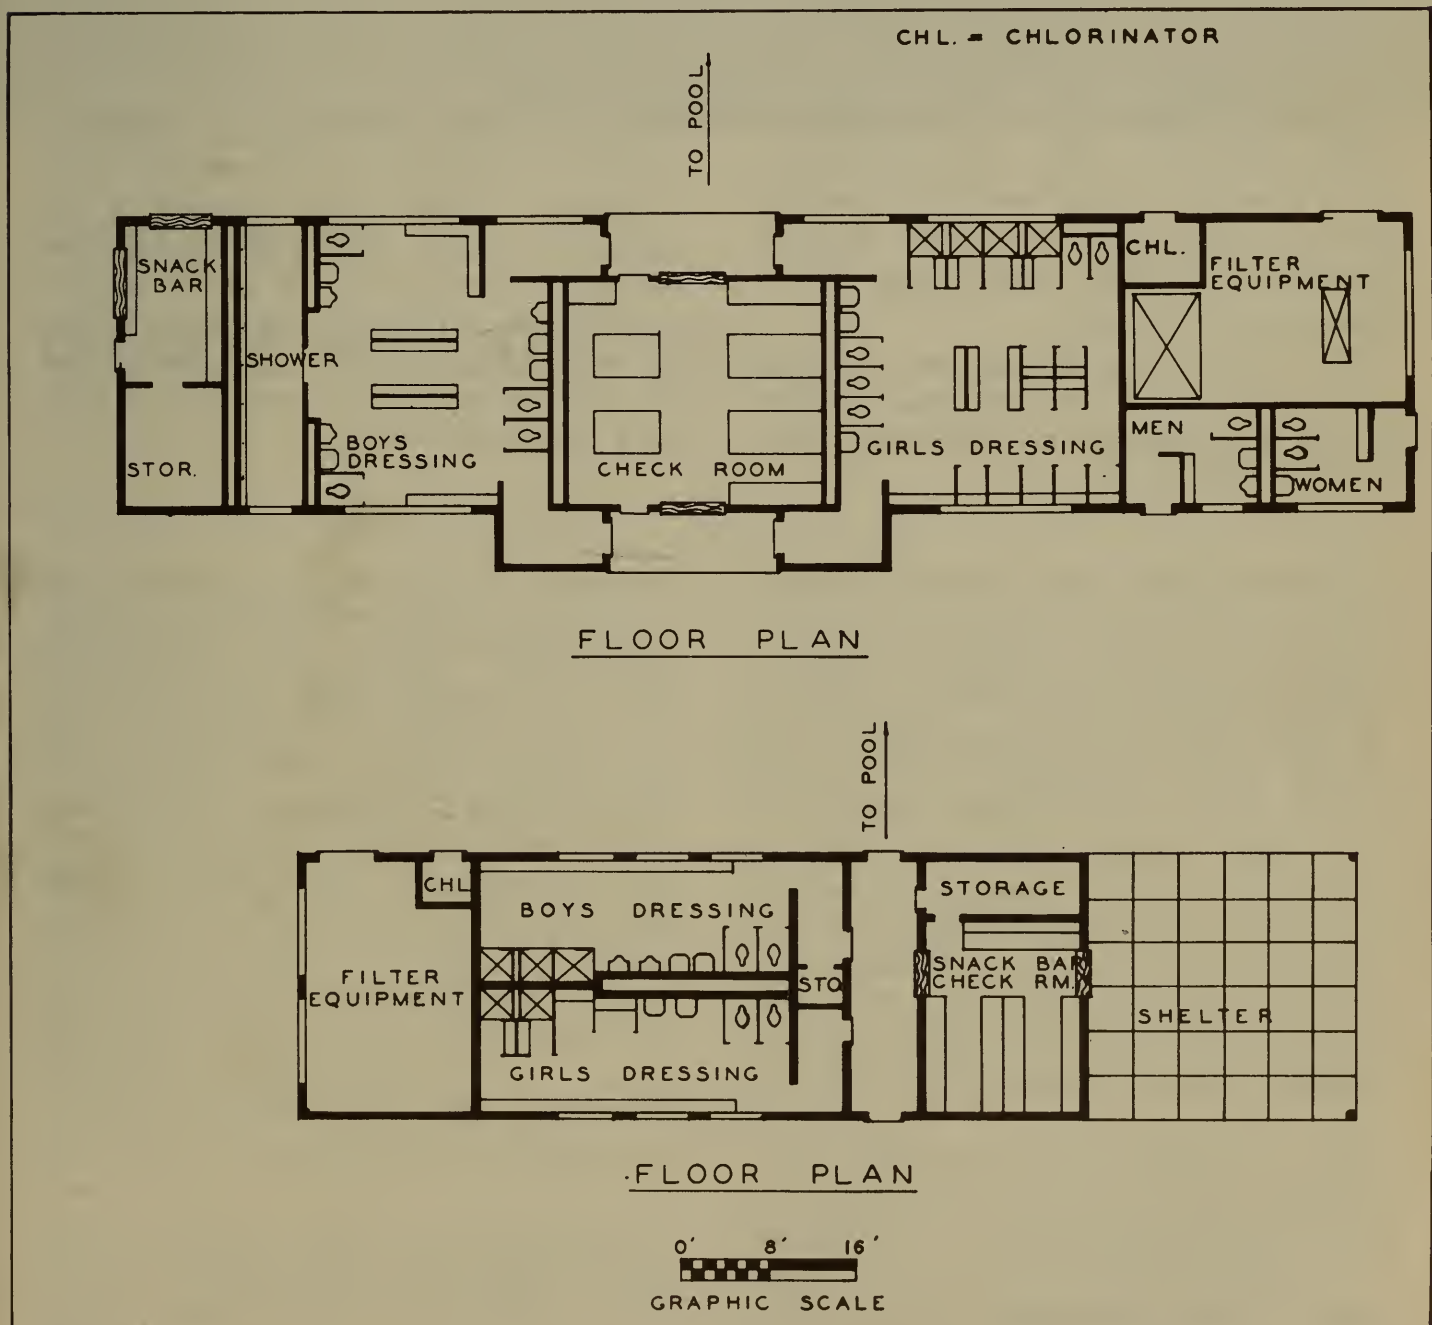 CHL. = CHLORINATOR
TO POOL
SNACK
BAR
SHOWER
STOR.
BOYS
DRESSING
CHECK ROOM
GIRLS DRESSING
CHL.
FILTER
EQUIPMENT
MEN
WOMEN
FLOOR PLAN
TO POOL
CHL
FILTER
EQUIPMENT
BOYS DRESSING
STO
GIRLS DRESSING
STORAGE
SNACK BAR
CHECK RM.
SHELTER
FLOOR PLAN
0' 8' 16'
GRAPHIC SCALE